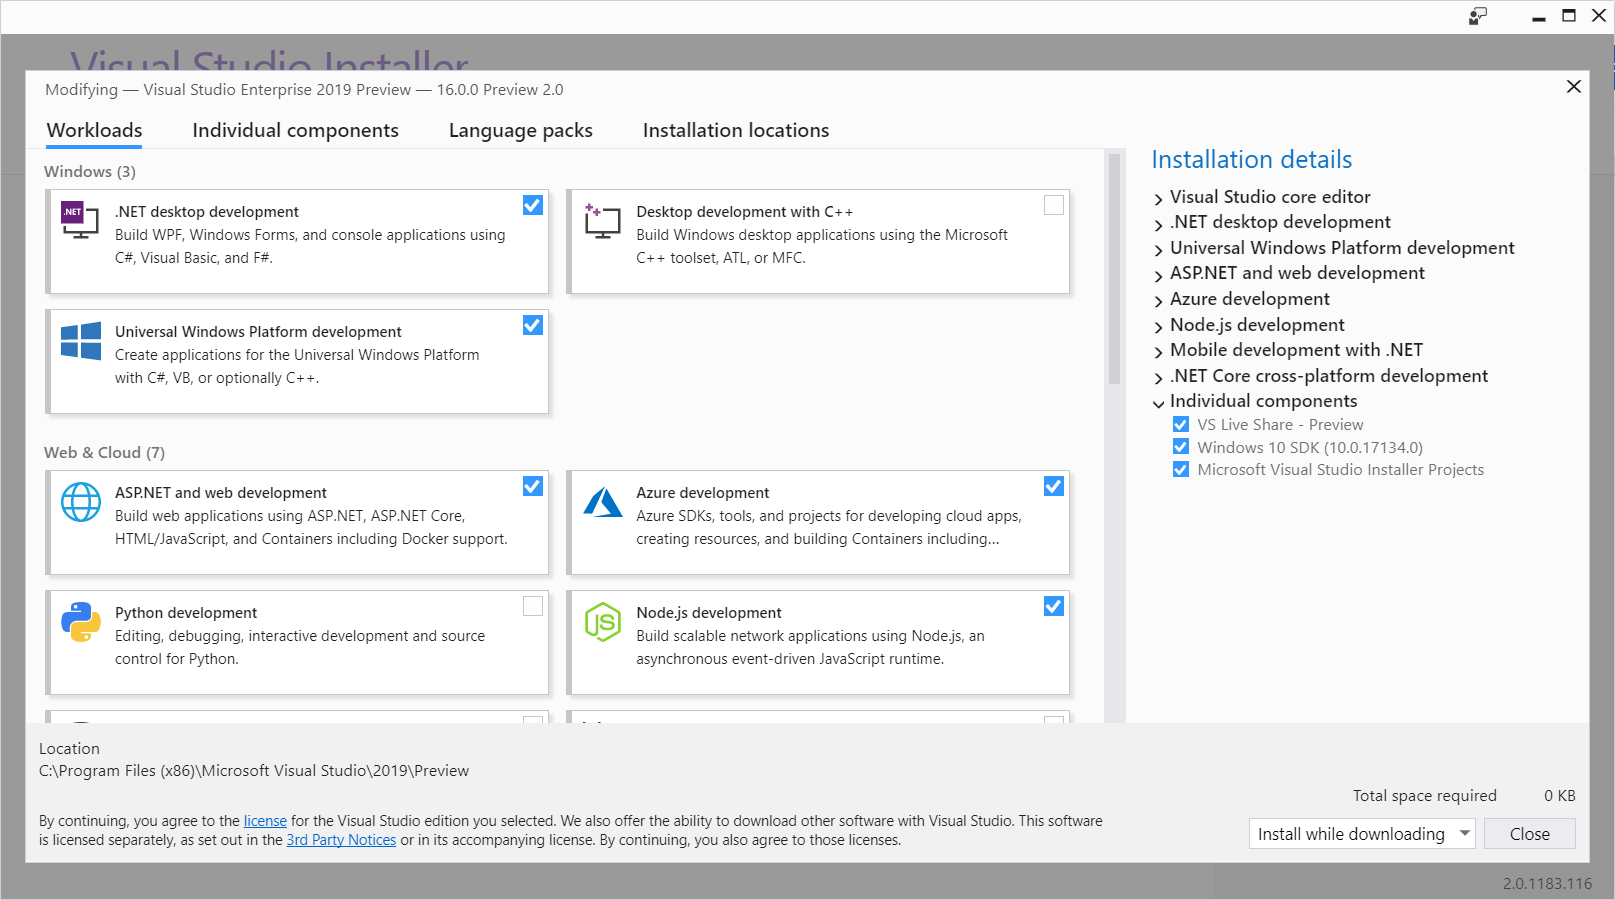 Visual Studio Installer
Modifying — Visual Studio Enterprise 2019 Preview — 16.0.0 Preview 2.0
Workloads
Individual components
Language packs
Installation locations
Windows (3)
.NET
.NET desktop development
Build WPF, Windows Forms, and console applications using
C#, Visual Basic, and F#.
Desktop development with C++
Build Windows desktop applications using the Microsoft
C++ toolset, ATL, or MFC.
Universal Windows Platform development
Create applications for the Universal Windows Platform
with C#, VB, or optionally C++.
Web & Cloud (7)
ASP.NET and web development
Build web applications using ASP.NET, ASP.NET Core,
HTML/JavaScript, and Containers including Docker support.
Azure development
Azure SDKs, tools, and projects for developing cloud apps,
creating resources, and building Containers including...
Python development
Editing, debugging, interactive development and source
control for Python.
JS
Node.js development
Build scalable network applications using Node.js, an
asynchronous event-driven JavaScript runtime.
Installation details
Visual Studio core editor
.NET desktop development
Universal Windows Platform development
ASP.NET and web development
Azure development
Node.js development
Mobile development with .NET
.NET Core cross-platform development
Individual components
VS Live Share - Preview
Windows 10 SDK (10.0.17134.0)
Microsoft Visual Studio Installer Projects
Location
C:\Program Files (x86)\Microsoft Visual Studio\2019\Preview
Total space required 0 KB
By continuing, you agree to the license for the Visual Studio edition you selected. We also offer the ability to download other software with Visual Studio. This software
is licensed separately, as set out in the 3rd Party Notices or in its accompanying license. By continuing, you also agree to those licenses.
Install while downloading
Close
2.0.1183.116